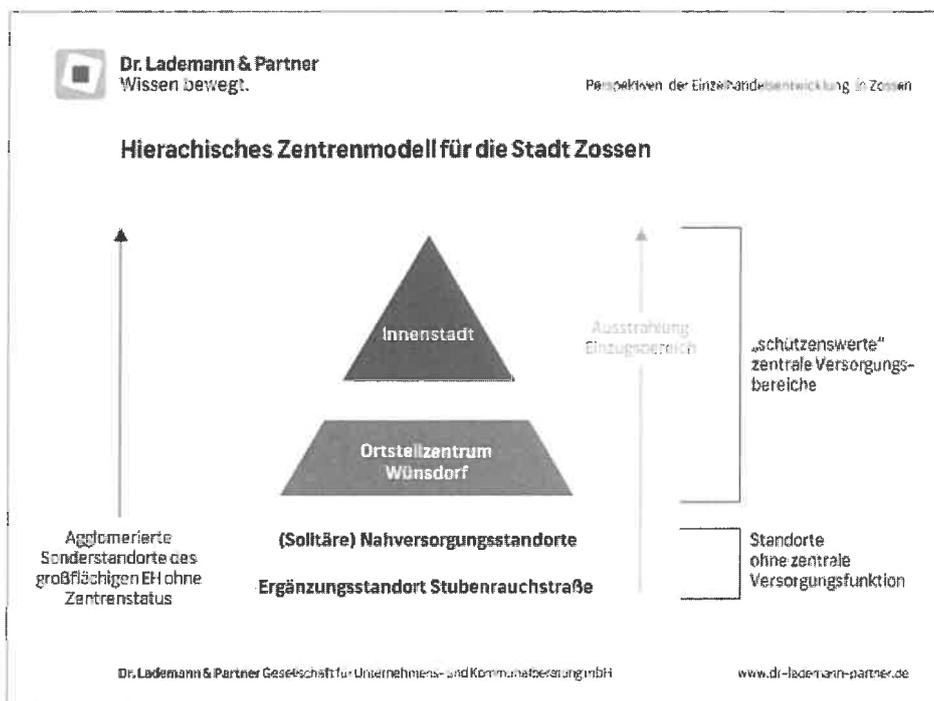 Dr. Lademann & Partner
Wissen bewegt.
Perspektiven der Einzelhandelsentwicklung in Zossen
Hierachisches Zentrenmodell für die Stadt Zossen
Innenstadt
Ausstrahlung
Einzugsbereich
„schützenswerte“
zentrale Versorgungs-
bereiche
Ortsteilzentrum
Wünsdorf
Agglomerierte
Sonderstandorte des
großflächigen EH ohne
Zentrenstatus
(Solitäre) Nahversorgungsstandorte
Ergänzungsstandort Stubenrauchstraße
Standorte
ohne zentrale
Versorgungsfunktion
Dr. Lademann & Partner Gesellschaft für Unternehmens- und Kommunalberatung mbH
www.dr-lademann-partner.de